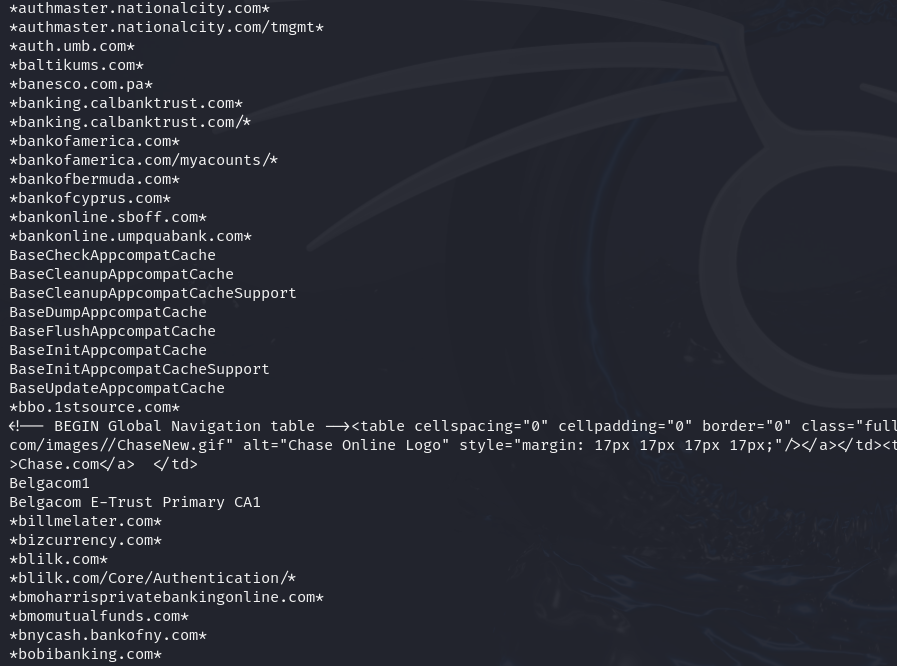 *authmaster.nationalcity.com*
*authmaster.nationalcity.com/tmgmt*
*auth.umb.com*
*baltikums.com*
*banesco.com.pa*
*banking.calbanktrust.com*
*banking.calbanktrust.com/*
*bankofamerica.com*
*bankofamerica.com/myacounts/*
*bankofbermuda.com*
*bankofcyprus.com*
*bankonline.sboff.com*
*bankonline.umpquabank.com*
BaseCheckAppcompatCache
BaseCleanupAppcompatCache
BaseCleanupAppcompatCacheSupport
BaseDumpAppcompatCache
BaseFlushAppcompatCache
BaseInitAppcompatCache
BaseInitAppcompatCacheSupport
BaseUpdateAppcompatCache
*bbo.1stsource.com*
<!-- BEGIN Global Navigation table --><table cellspacing="0" cellpadding="0" border="0" class="full
com/images//ChaseNew.gif" alt="Chase Online Logo" style="margin: 17px 17px 17px 17px;"/></a></td><t
>Chase.com</a>  </td>
Belgacom1
Belgacom E-Trust Primary CA1
*billmelater.com*
*bizcurrency.com*
*blilk.com*
*blilk.com/Core/Authentication/*
*bmoharrisprivatebankingonline.com*
*bmomutualfunds.com*
*bnycash.bankofny.com*
*bobibanking.com*